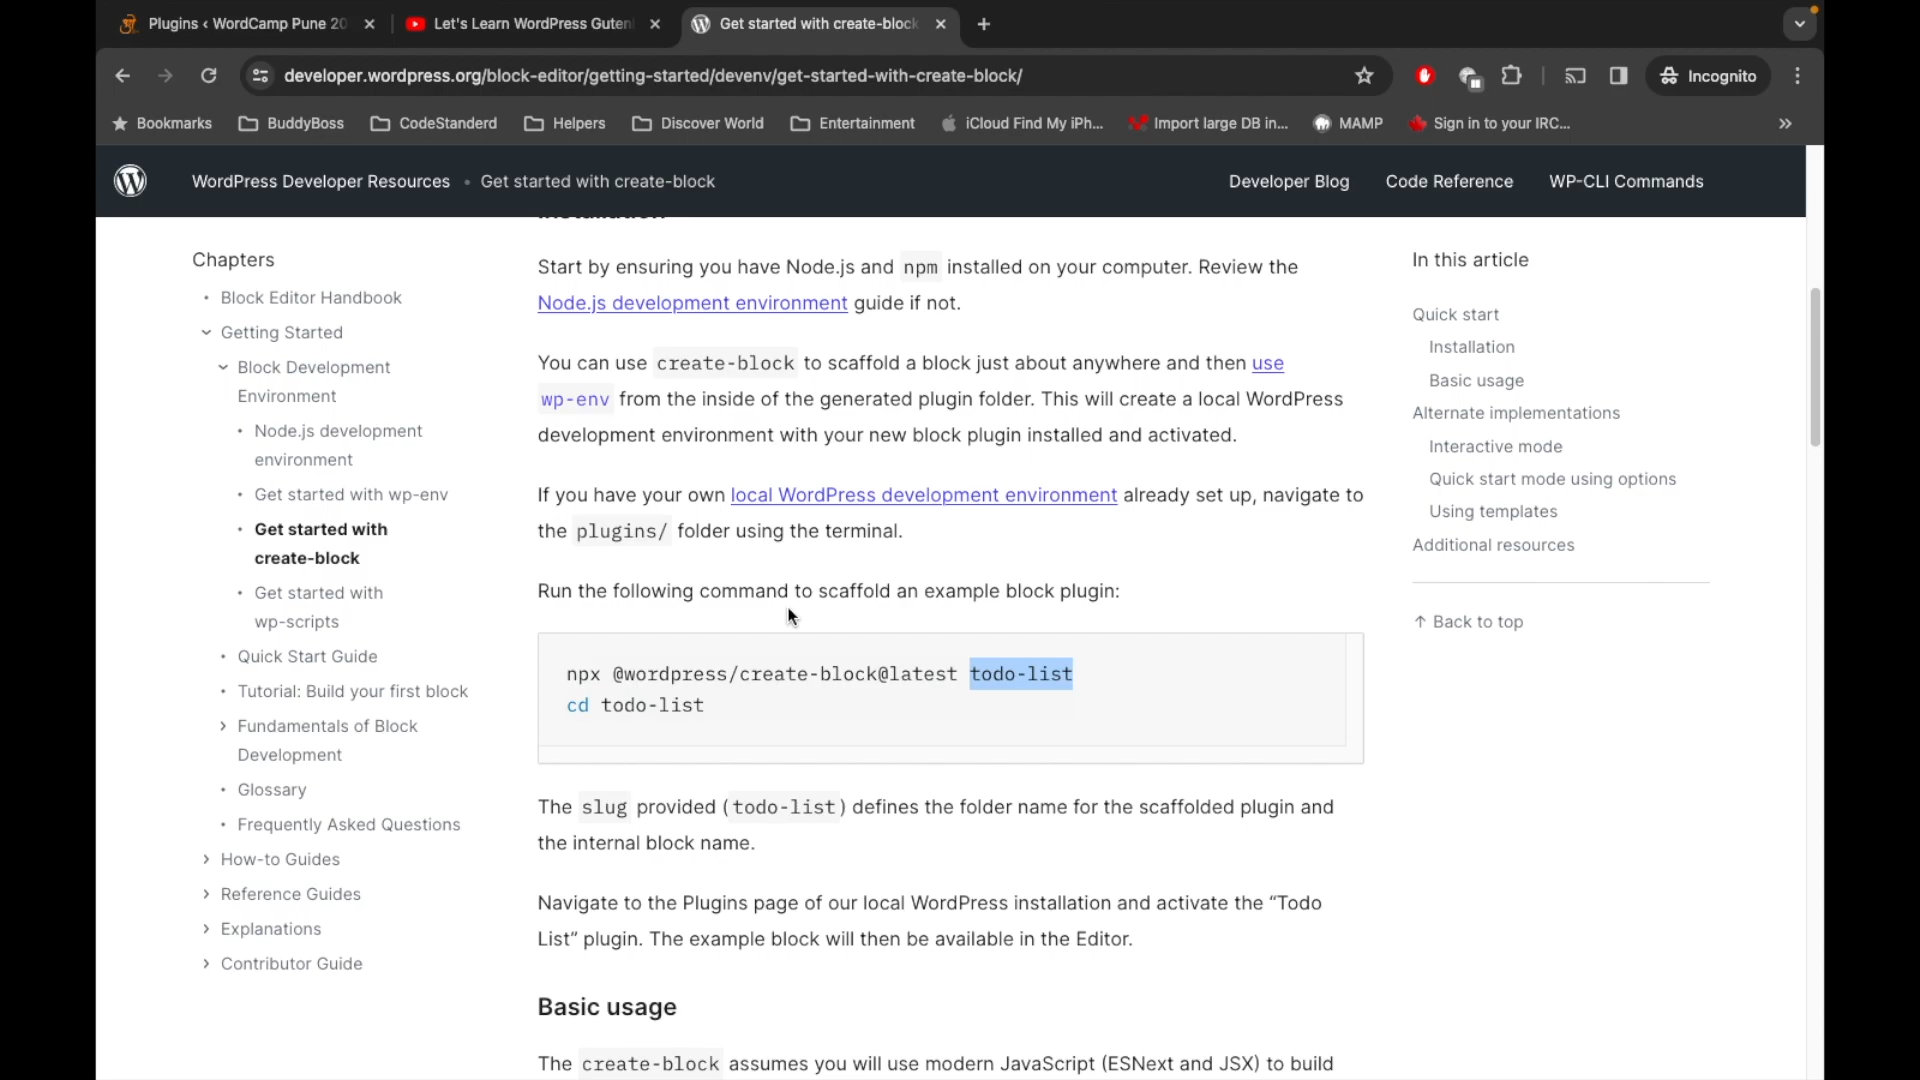 Plugins ‹ WordCamp Pune 20
Let's Learn WordPress Guten
Get started with create-block
developer.wordpress.org/block-editor/getting-started/devenv/get-started-with-create-block/
Incognito
Bookmarks
BuddyBoss
CodeStanderd
Helpers
Discover World
Entertainment
iCloud Find My iPh...
Import large DB in...
MAMP
Sign in to your IRC...
WordPress Developer Resources • Get started with create-block
Developer Blog
Code Reference
WP-CLI Commands
Chapters
• Block Editor Handbook
Getting Started
Block Development
Environment
• Node.js development
environment
• Get started with wp-env
• Get started with
create-block
• Get started with
wp-scripts
• Quick Start Guide
• Tutorial: Build your first block
Fundamentals of Block
Development
• Glossary
• Frequently Asked Questions
How-to Guides
Reference Guides
Explanations
Contributor Guide
Start by ensuring you have Node.js and npm installed on your computer. Review the
Node.js development environment guide if not.
You can use create-block to scaffold a block just about anywhere and then use
wp-env from the inside of the generated plugin folder. This will create a local WordPress
development environment with your new block plugin installed and activated.
If you have your own local WordPress development environment already set up, navigate to
the plugins/ folder using the terminal.
Run the following command to scaffold an example block plugin:
npx @wordpress/create-block@latest todo-list
cd todo-list
The slug provided (todo-list) defines the folder name for the scaffolded plugin and
the internal block name.
Navigate to the Plugins page of our local WordPress installation and activate the “Todo
List” plugin. The example block will then be available in the Editor.
Basic usage
The create-block assumes you will use modern JavaScript (ESNext and JSX) to build
In this article
Quick start
Installation
Basic usage
Alternate implementations
Interactive mode
Quick start mode using options
Using templates
Additional resources
↑ Back to top